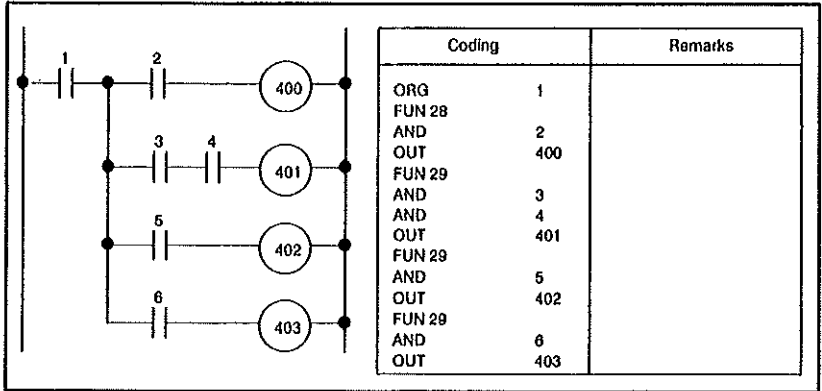 1 2
400
3 4
401
5
402
6
403
Coding Remarks
ORG 1
FUN 28
AND 2
OUT 400
FUN 29
AND 3
AND 4
OUT 401
FUN 29
AND 5
OUT 402
FUN 29
AND 6
OUT 403